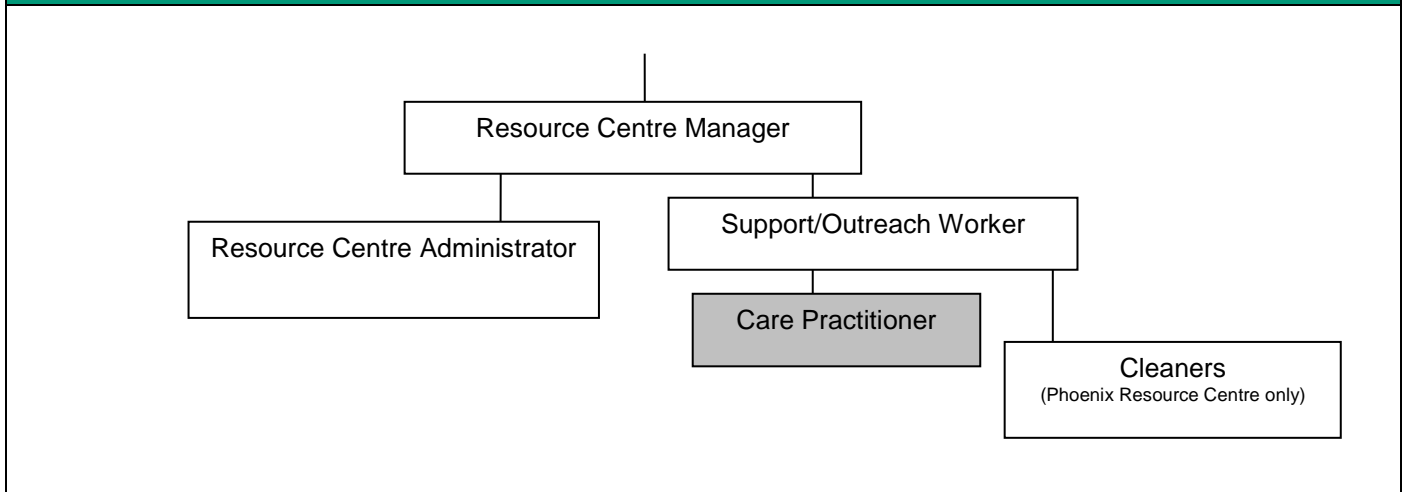 Resource Centre Manager
Support/Outreach Worker
Resource Centre Administrator
Care Practitioner
Cleaners
(Phoenix Resource Centre only)